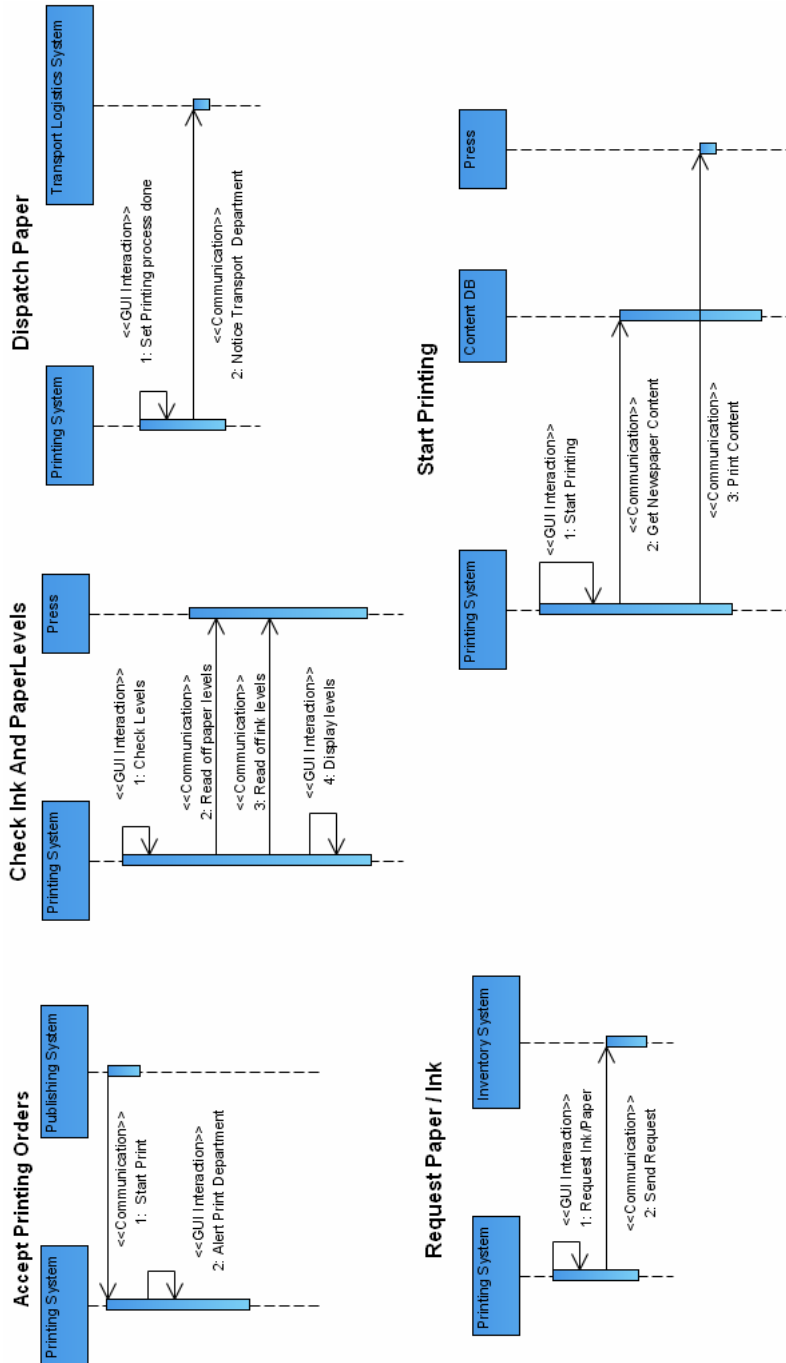 Accept Printing Orders
Printing System
Publishing System
<<Communication>>
1: Start Print
<<GUI Interaction>>
2: Alert Print Department
Check Ink And PaperLevels
Printing System
Press
<<GUI Interaction>>
1: Check Levels
<<Communication>>
2: Read off paper levels
<<Communication>>
3: Read off ink levels
<<GUI Interaction>>
4: Display levels
Dispatch Paper
Printing System
Transport Logistics System
<<GUI Interaction>>
1: Set Printing process done
<<Communication>>
2: Notice Transport Department
Request Paper / Ink
Printing System
Inventory System
<<GUI Interaction>>
1: Request Ink/Paper
<<Communication>>
2: Send Request
Start Printing
Printing System
Content DB
Press
<<GUI Interaction>>
1: Start Printing
<<Communication>>
2: Get Newspaper Content
<<Communication>>
3: Print Content